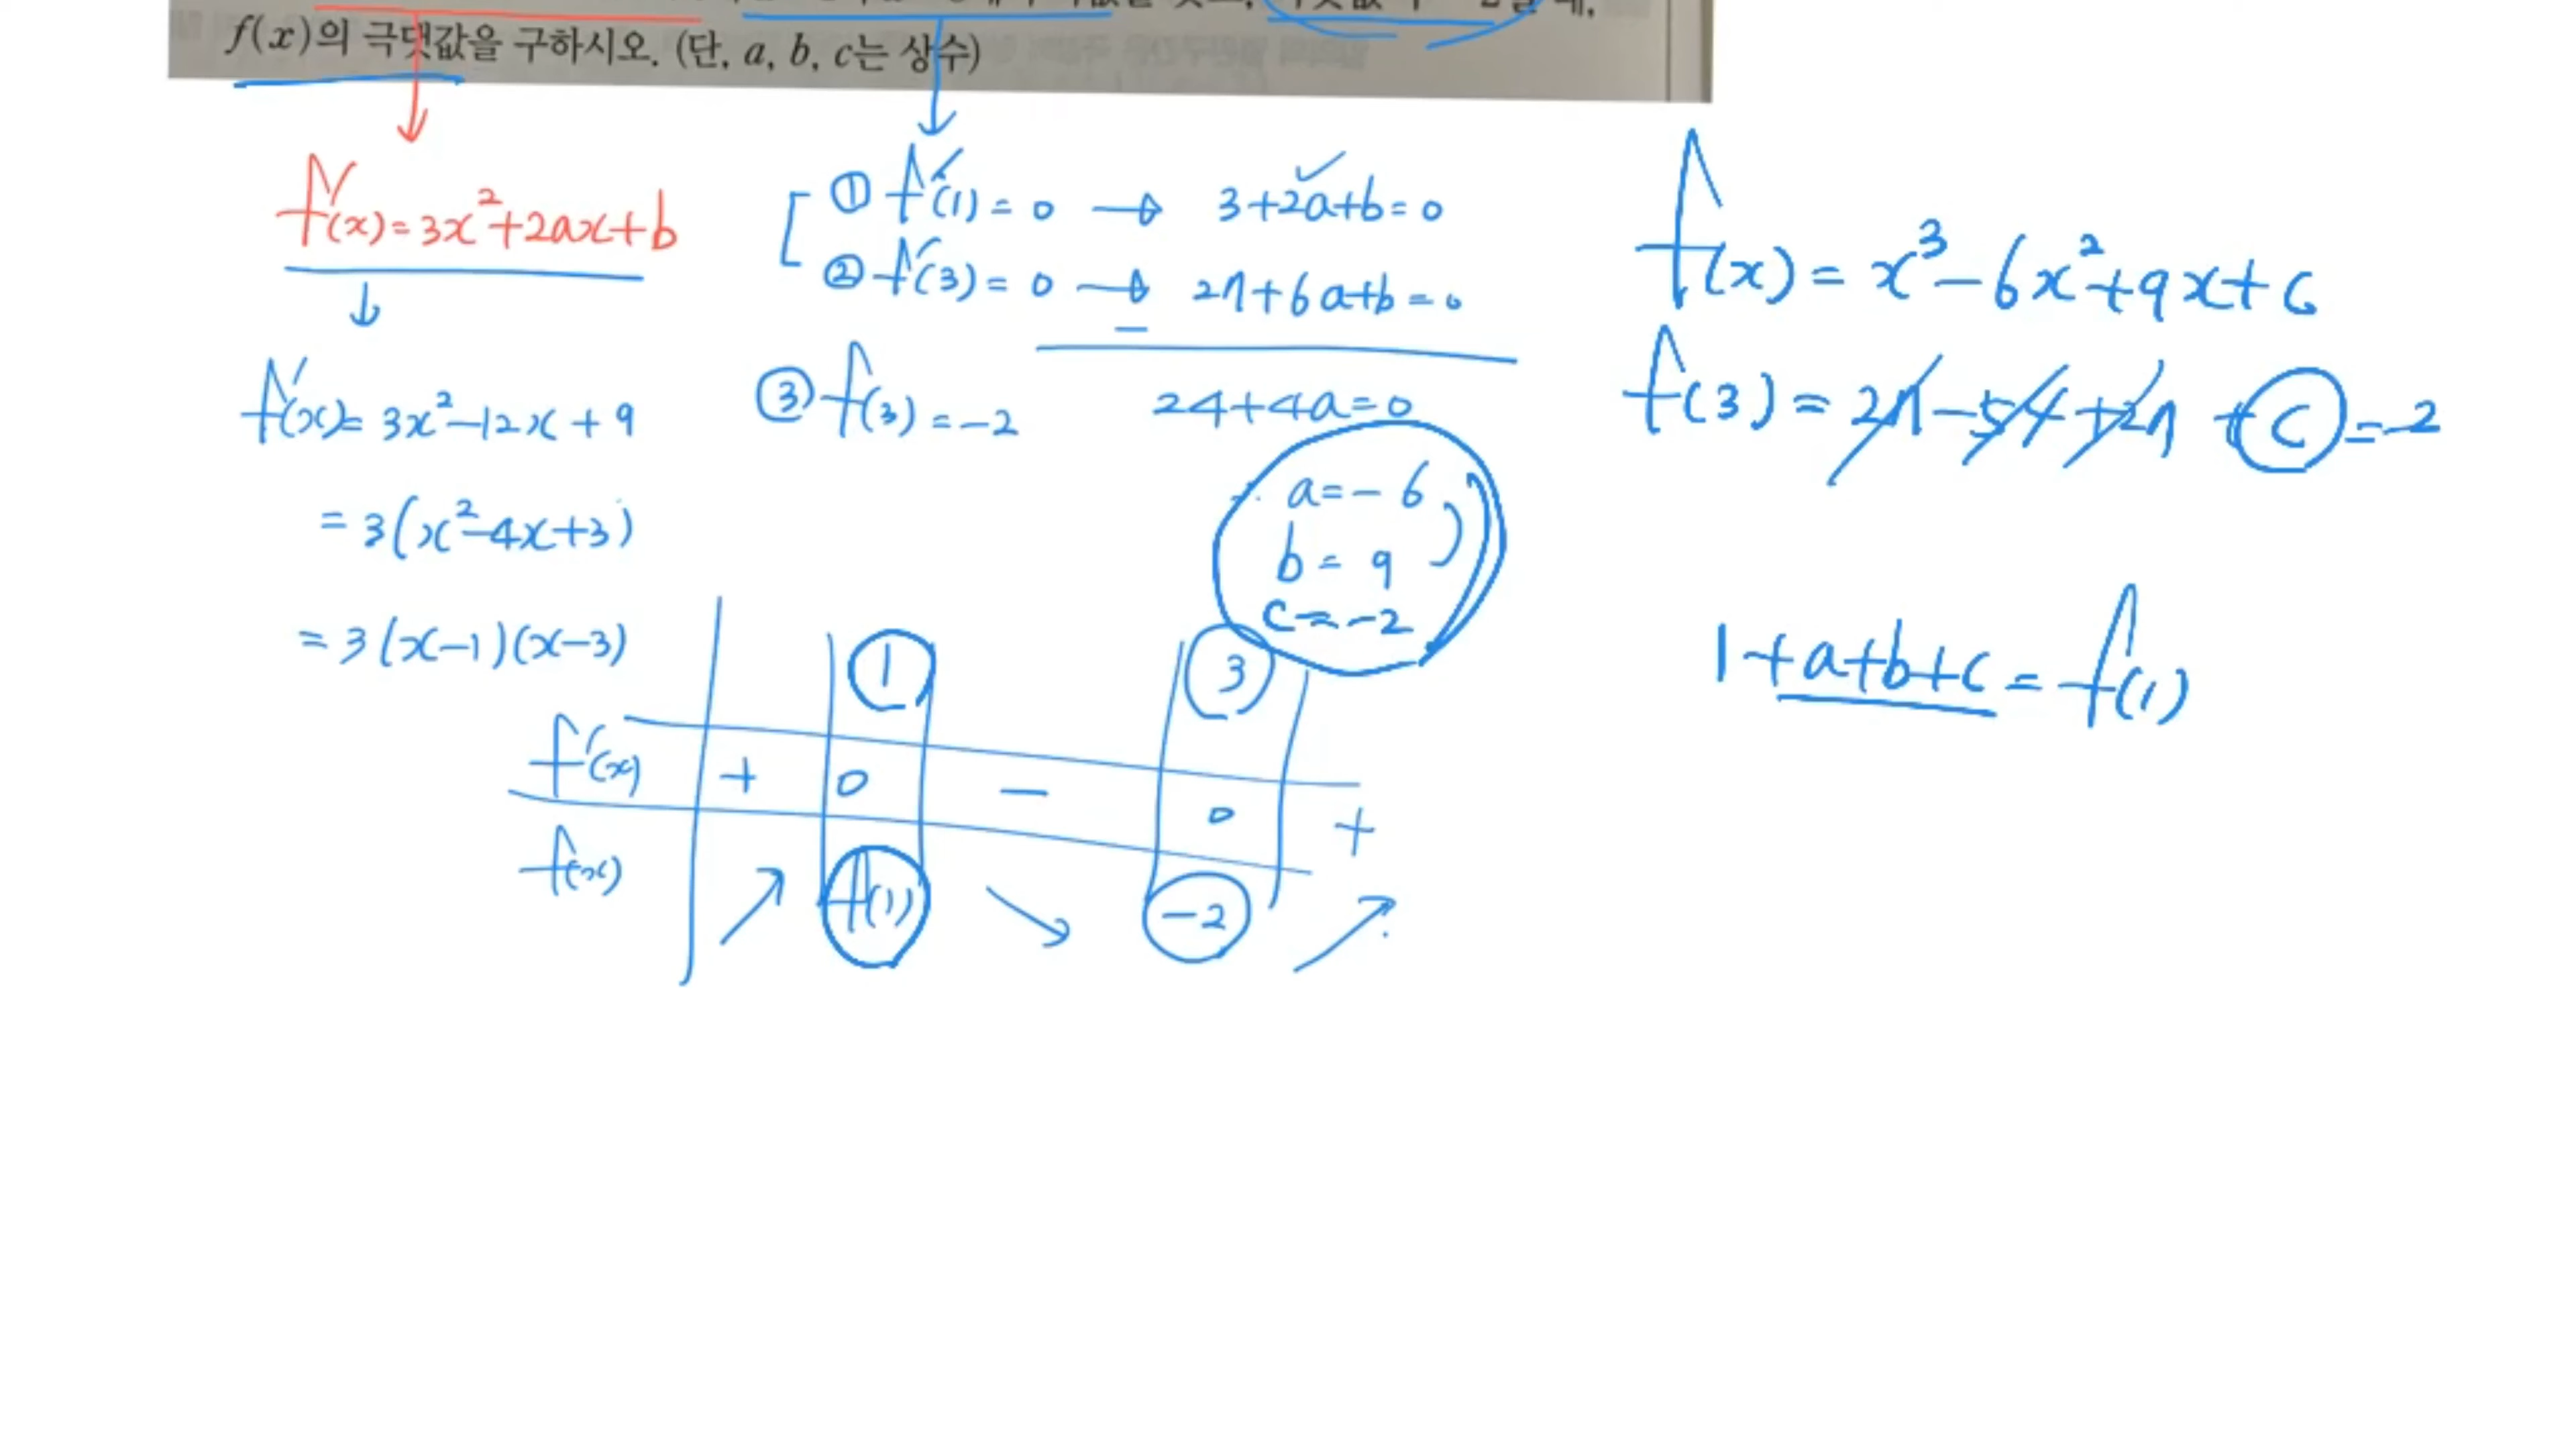 f(x)의 극댓값을 구하시오. (단, a, b, c는 상수)
f'(x)=3x²+2ax+b
① f'(1)=0 → 3+2a+b=0
② f'(3)=0 → 27+6a+b=0
−
③ f(3)=-2 24+4a=0
f'(x)=3x²-12x+9
=3(x²-4x+3)
=3(x-1)(x-3)
a=-6
b=9
c=-2
1 3
f'(x) + 0 − 0 +
f(x) ↗ f(1) ↘ -2 ↗
f(x)=x³-6x²+9x+c
f(3)=27-54+27+c=-2
1+a+b+c=f(1)